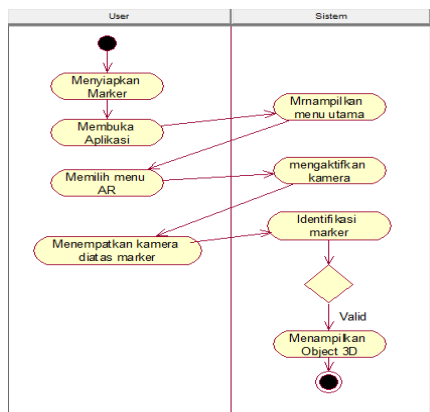 User
Sistem
Menyiapkan
Marker
Mrnampilkan
menu utama
Membuka
Aplikasi
Memilih menu
AR
mengaktifkan
kamera
Identifikasi
marker
Menempatkan kamera
diatas marker
Valid
Menampilkan
Object 3D